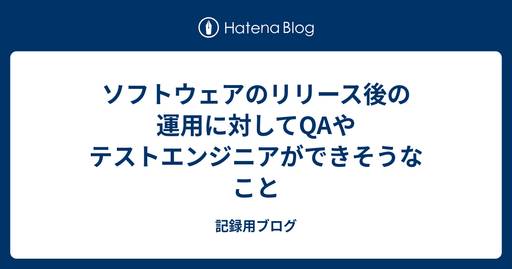 Hatena Blog
ソフトウェアのリリース後の
運用に対してQAや
テストエンジニアができそうな
こと
記録用ブログ